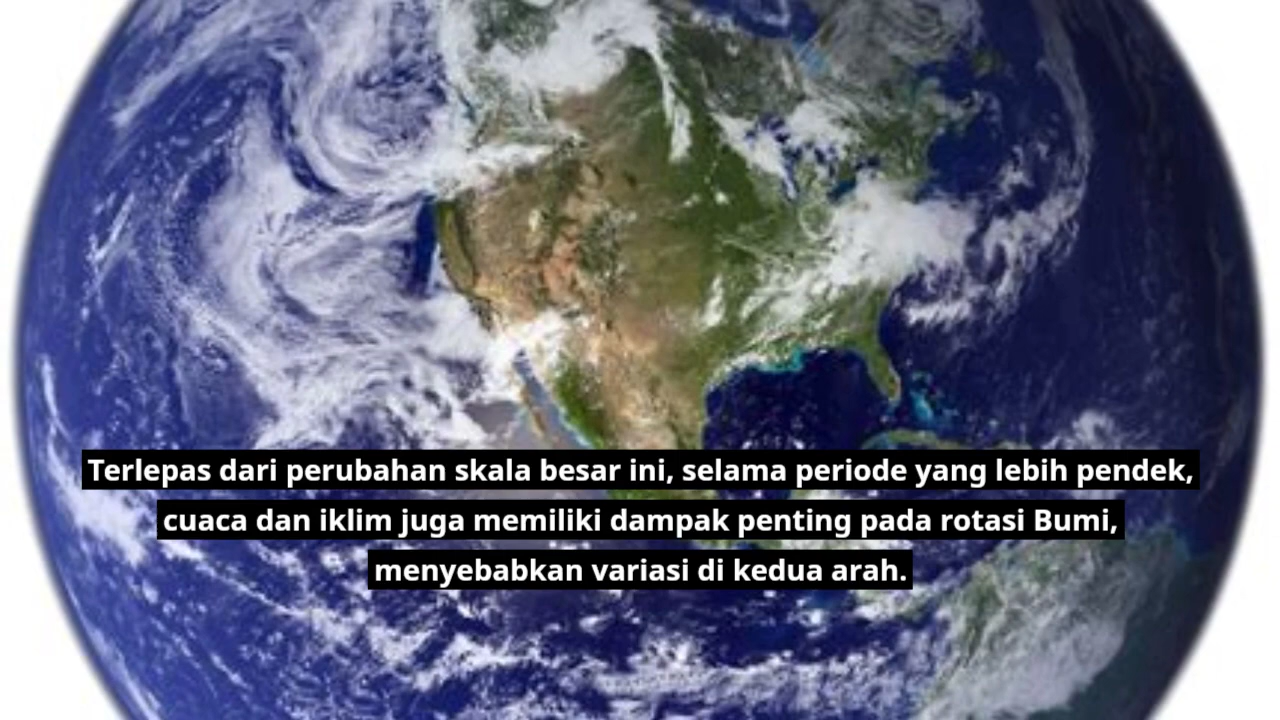 Terlepas dari perubahan skala besar ini, selama periode yang lebih pendek,
cuaca dan iklim juga memiliki dampak penting pada rotasi Bumi,
menyebabkan variasi di kedua arah.